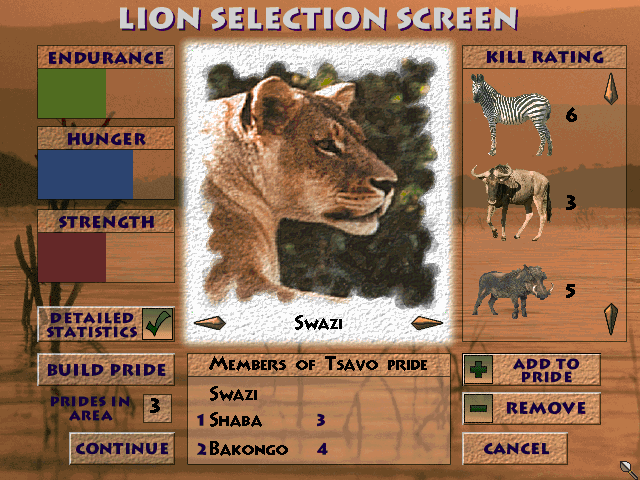 LION SELECTION SCREEN
ENDURANCE
HUNGER
STRENGTH
DETAILED
STATISTICS
BUILD PRIDE
PRIDES IN
AREA
3
CONTINUE
SWAZI
MEMBERS OF TSAVO PRIDE
SWAZI
1 SHABA 3
2 BAKONGO 4
KILL RATING
6
3
5
ADD TO
PRIDE
REMOVE
CANCEL